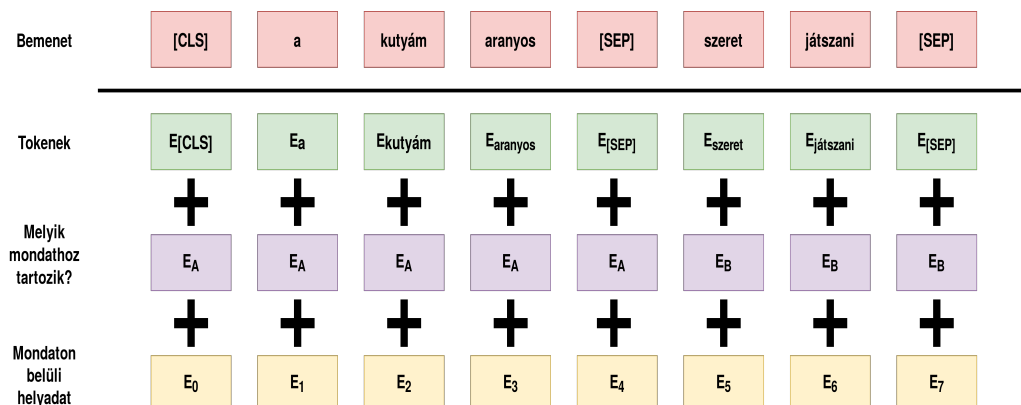 Bemenet [CLS] a kutyám aranyos [SEP] szeret játszani [SEP]
Tokenek E[CLS] Ea Ekutyám Earanyos E[SEP] Eszeret Ejátszani E[SEP]
+ + + + + + + +
Melyik
mondathoz
tartozik?
EA EA EA EA EA EB EB EB
+ + + + + + + +
Mondaton
belüli
helyadat
E0 E1 E2 E3 E4 E5 E6 E7